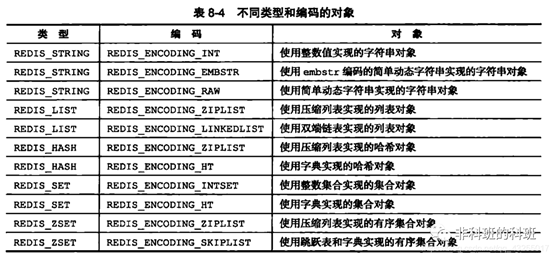 表 8-4 不同类型和编码的对象
类 型 编 码 对 象
REDIS_STRING REDIS_ENCODING_INT 使用整数值实现的字符串对象
REDIS_STRING REDIS_ENCODING_EMBSTR 使用 embstr 编码的简单动态字符串实现的字符串对象
REDIS_STRING REDIS_ENCODING_RAW 使用简单动态字符串实现的字符串对象
REDIS_LIST REDIS_ENCODING_ZIPLIST 使用压缩列表实现的列表对象
REDIS_LIST REDIS_ENCODING_LINKEDLIST 使用双端链表实现的列表对象
REDIS_HASH REDIS_ENCODING_ZIPLIST 使用压缩列表实现的哈希对象
REDIS_HASH REDIS_ENCODING_HT 使用字典实现的哈希对象
REDIS_SET REDIS_ENCODING_INTSET 使用整数集合实现的集合对象
REDIS_SET REDIS_ENCODING_HT 使用字典实现的集合对象
REDIS_ZSET REDIS_ENCODING_ZIPLIST 使用压缩列表实现的有序集合对象
REDIS_ZSET REDIS_ENCODING_SKIPLIST 使用跳跃表和字典实现的有序集合对象
非科班的科班